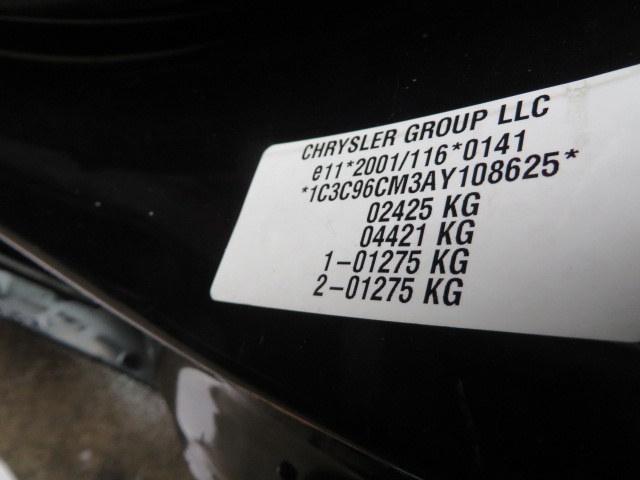 CHRYSLER GROUP LLC
e11*2001/116*0141
*1C3C96CM3AY108625*
02425 KG
04421 KG
1-01275 KG
2-01275 KG